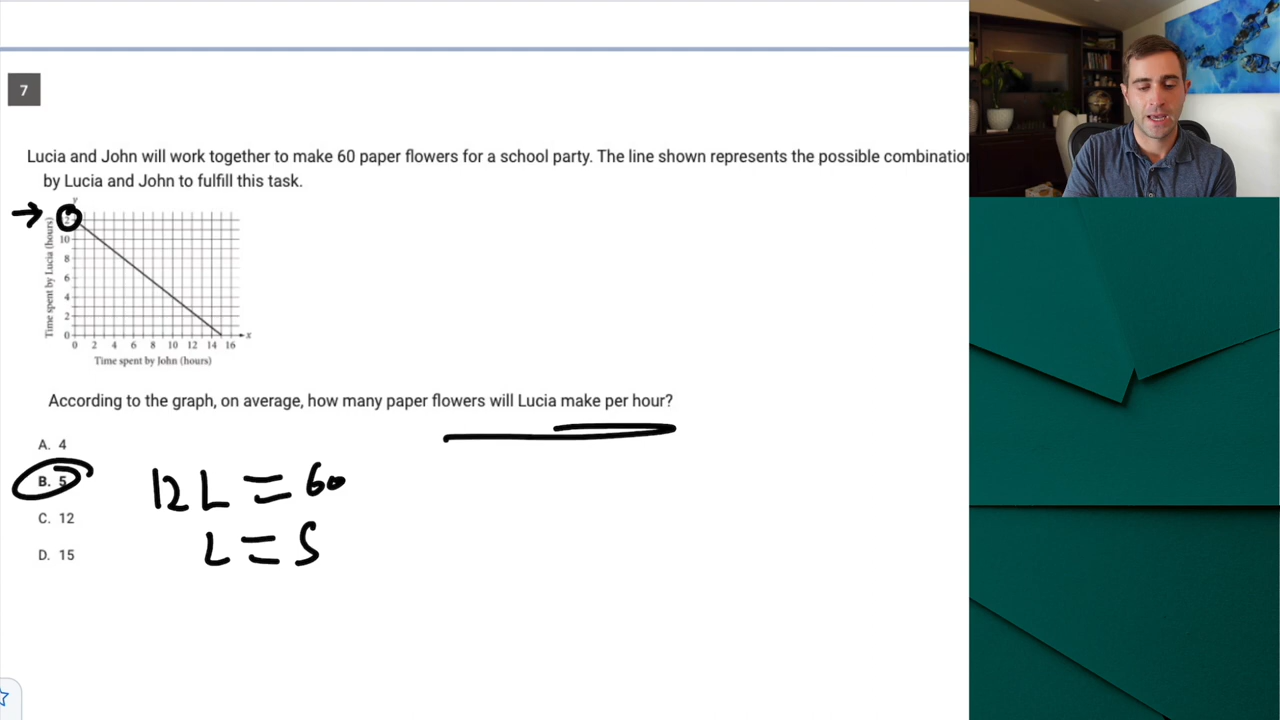 7
Lucia and John will work together to make 60 paper flowers for a school party. The line shown represents the possible combination
by Lucia and John to fulfill this task.
y
→
12
10
8
6
4
2
0
Time spent by Lucia (hours)
0 2 4 6 8 10 12 14 16 x
Time spent by John (hours)
According to the graph, on average, how many paper flowers will Lucia make per hour?
A. 4
B. 5
C. 12
D. 15
12L = 60
L = 5